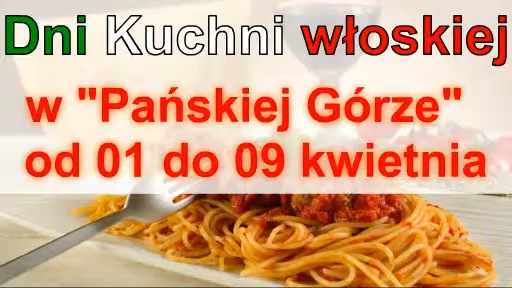 Dni Kuchni włoskiej
w "Pańskiej Górze"
od 01 do 09 kwietnia